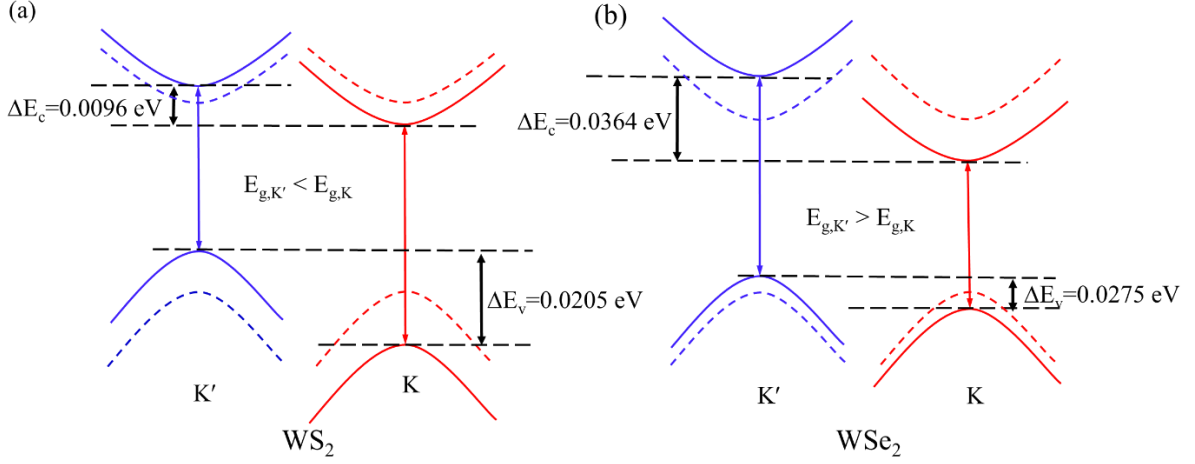 (a)
ΔE_c=0.0096 eV
E_g,K′ < E_g,K
ΔE_v=0.0205 eV
K′
K
WS₂
(b)
ΔE_c=0.0364 eV
E_g,K′ > E_g,K
ΔE_v=0.0275 eV
K′
K
WSe₂